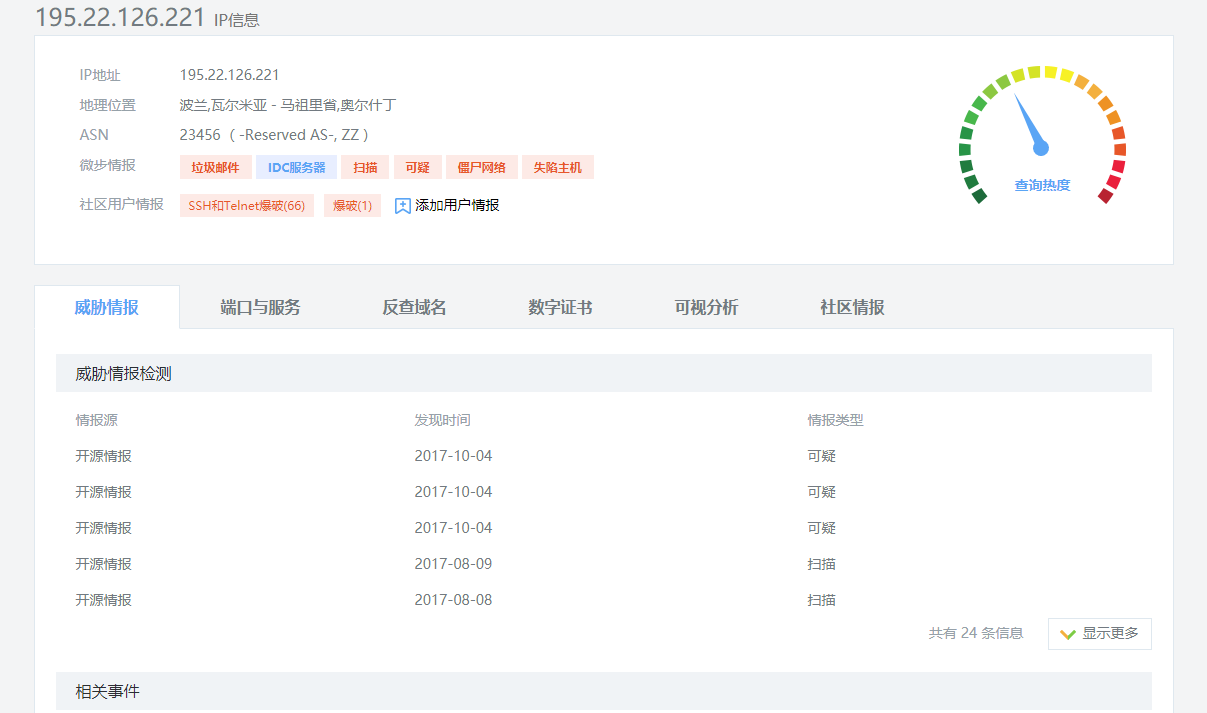 195.22.126.221 IP信息
IP地址 195.22.126.221
地理位置 波兰,瓦尔米亚 - 马祖里省,奥尔什丁
ASN 23456 ( -Reserved AS-, ZZ )
微步情报 垃圾邮件 IDC服务器 扫描 可疑 僵尸网络 失陷主机
社区用户情报 SSH和Telnet爆破(66) 爆破(1) 添加用户情报
查询热度
威胁情报 端口与服务 反查域名 数字证书 可视分析 社区情报
威胁情报检测
情报源 发现时间 情报类型
开源情报 2017-10-04 可疑
开源情报 2017-10-04 可疑
开源情报 2017-10-04 可疑
开源情报 2017-08-09 扫描
开源情报 2017-08-08 扫描
共有 24 条信息 显示更多
相关事件